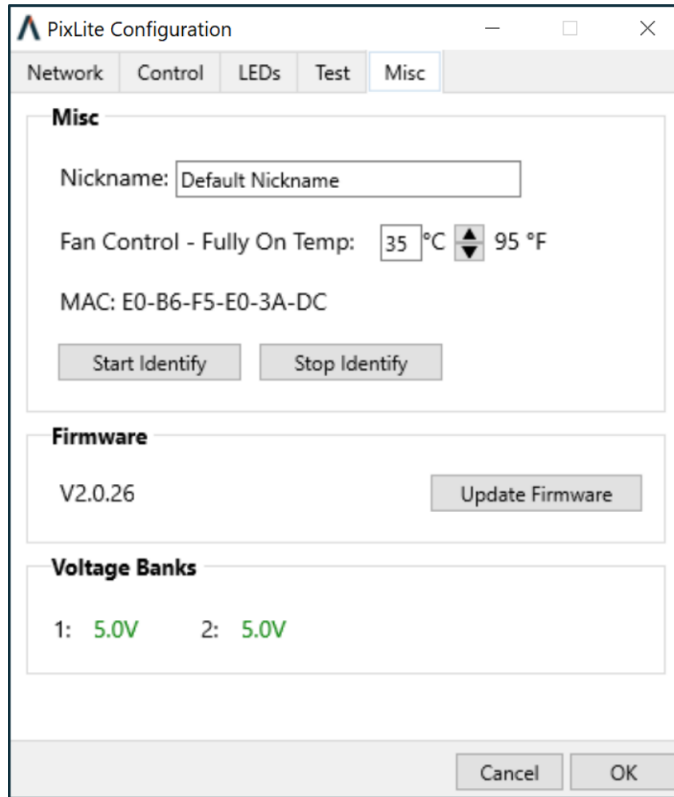 PixLite Configuration
Network Control LEDs Test Misc
Misc
Nickname: Default Nickname
Fan Control - Fully On Temp: 35 °C 95 °F
MAC: E0-B6-F5-E0-3A-DC
Start Identify Stop Identify
Firmware
V2.0.26 Update Firmware
Voltage Banks
1: 5.0V 2: 5.0V
Cancel OK